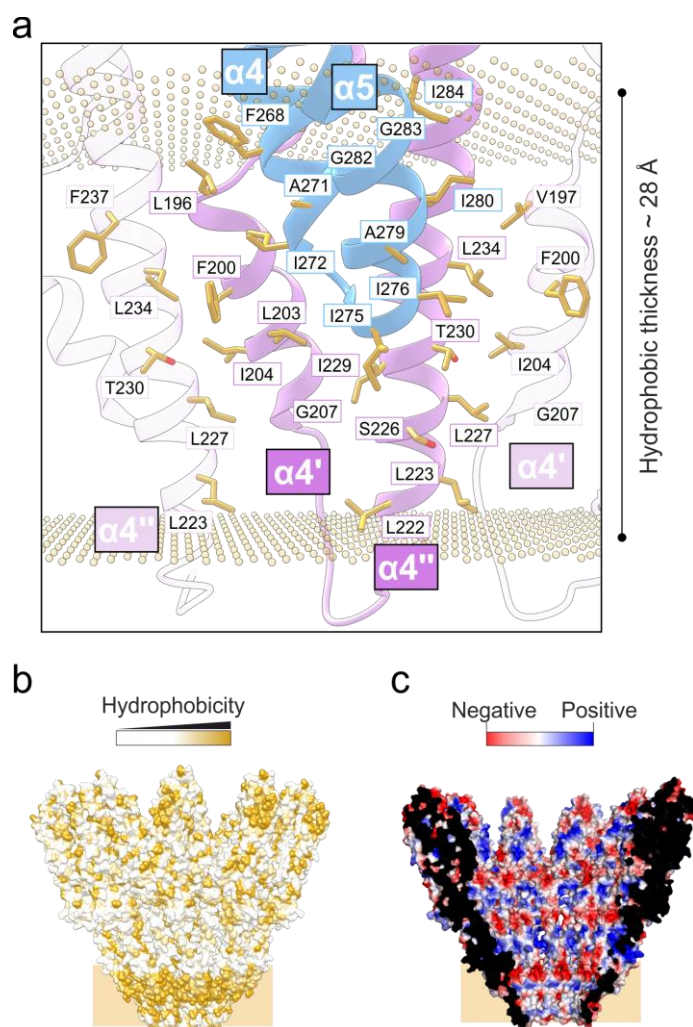 a
α4
α5
I284
F268
G283
G282
F237
L196
A271
I280
V197
A279
L234
F200
I272
F200
L203
I276
L234
I275
T230
I204
I229
I204
T230
G207
S226
L227
G207
L227
α4'
L223
α4'
α4''
L223
L222
α4''
Hydrophobic thickness ~ 28 Å
b
Hydrophobicity
c
Negative
Positive